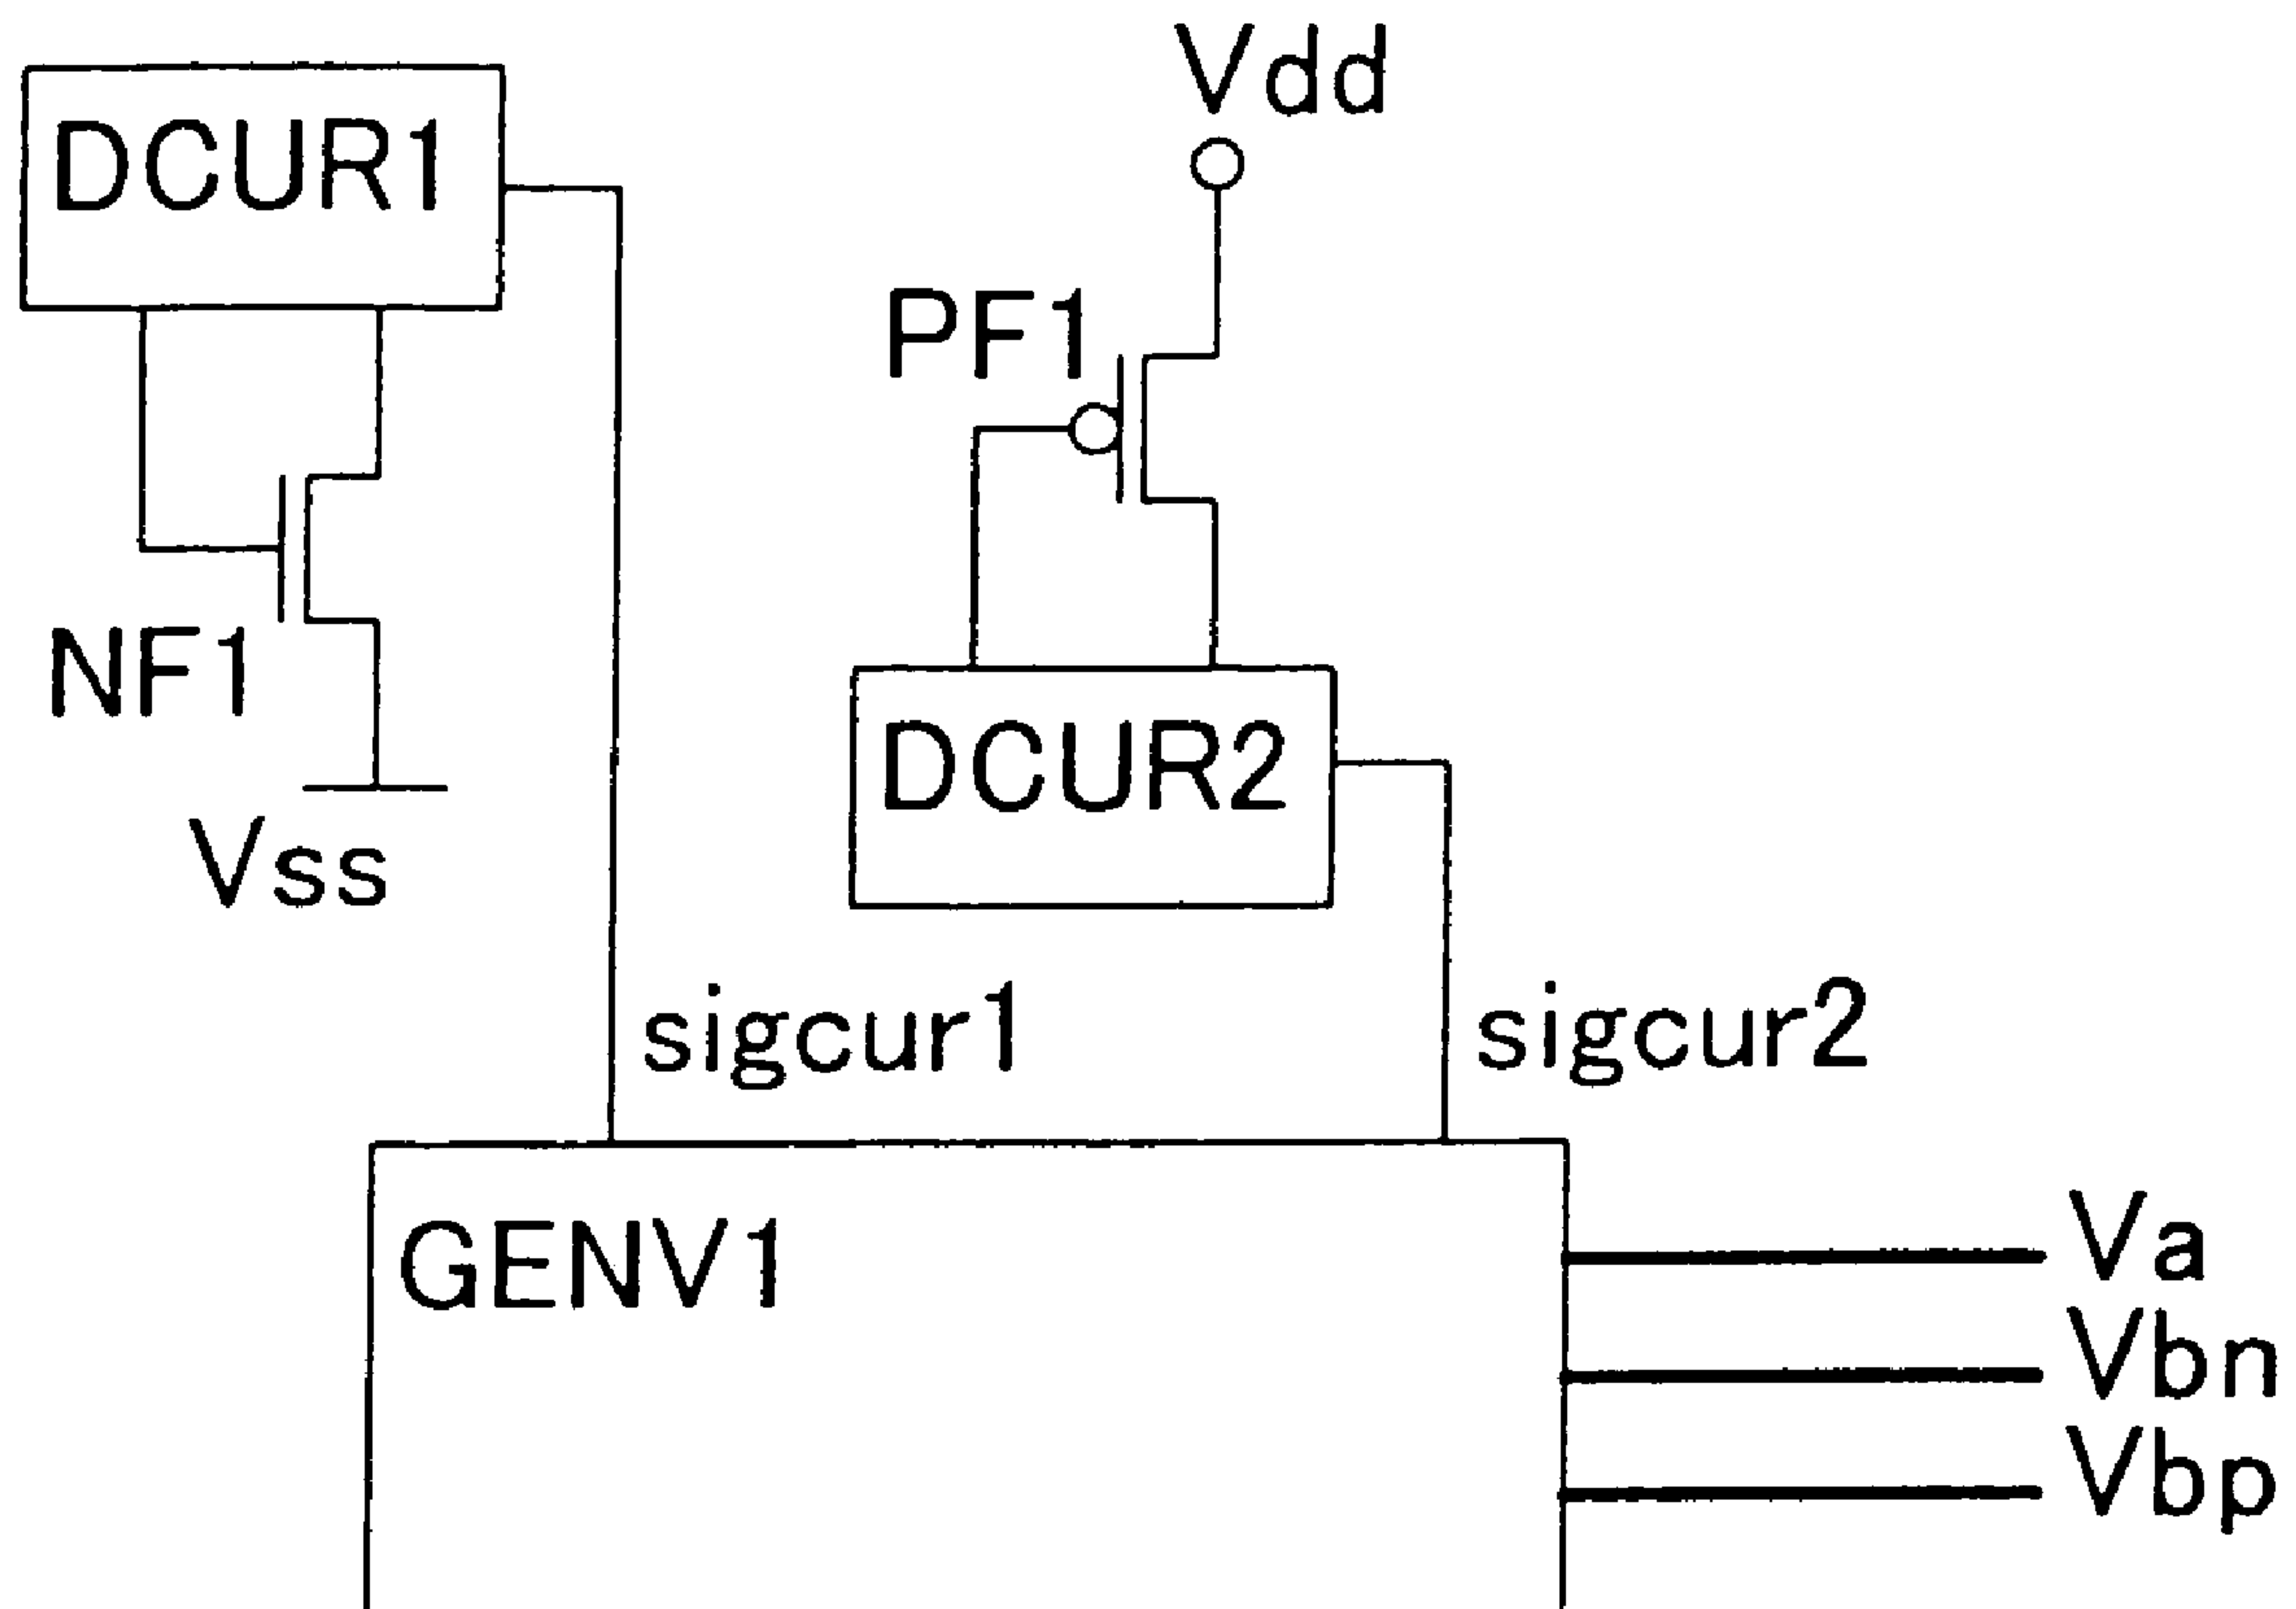 Vdd
DCUR1
PF1
NF1
DCUR2
Vss
sigcur1
sigcur2
GENV1
Va
Vbn
Vbp